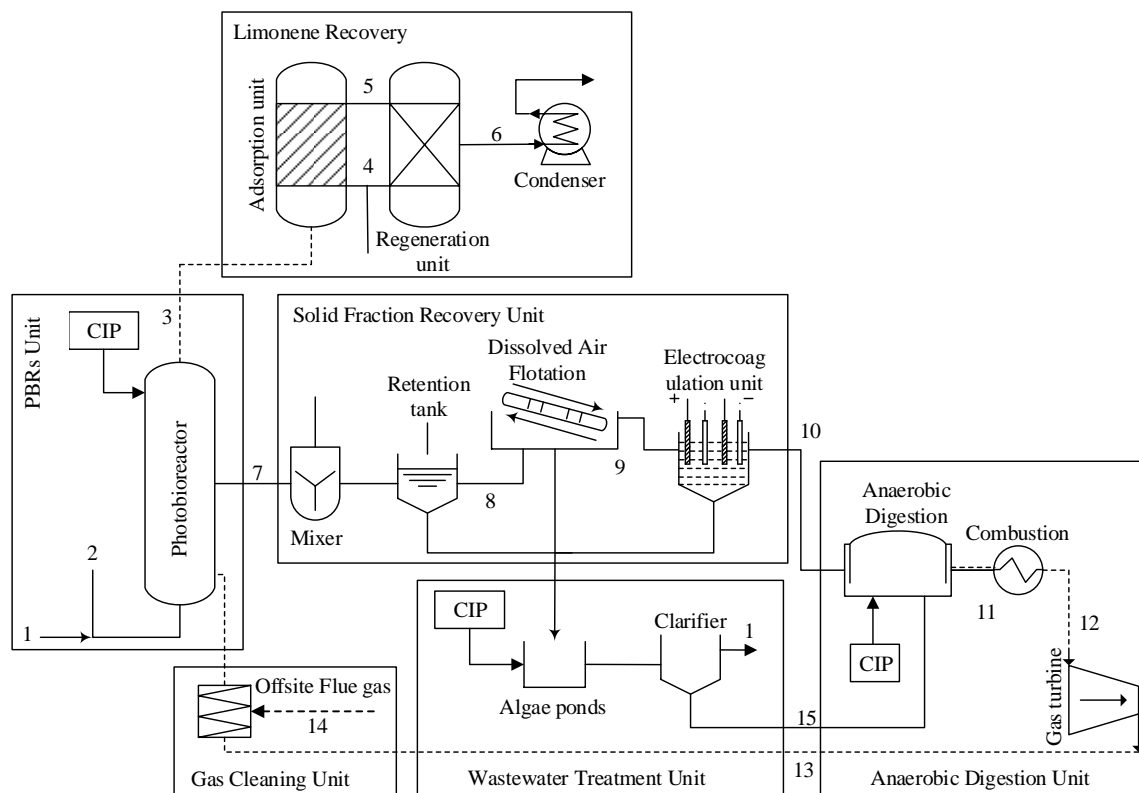 Limonene Recovery
Adsorption unit
5
4
6
Condenser
Regeneration
unit
PBRs Unit
CIP
3
Photobioreactor
7
2
1
Solid Fraction Recovery Unit
Dissolved Air
Flotation
Electrocoag
ulation unit
+
−
Retention
tank
Mixer
8
9
10
Anaerobic
Digestion
Combustion
11
12
CIP
Gas turbine
15
13
Anaerobic Digestion Unit
CIP
Clarifier
1
Algae ponds
Wastewater Treatment Unit
Offsite Flue gas
14
Gas Cleaning Unit